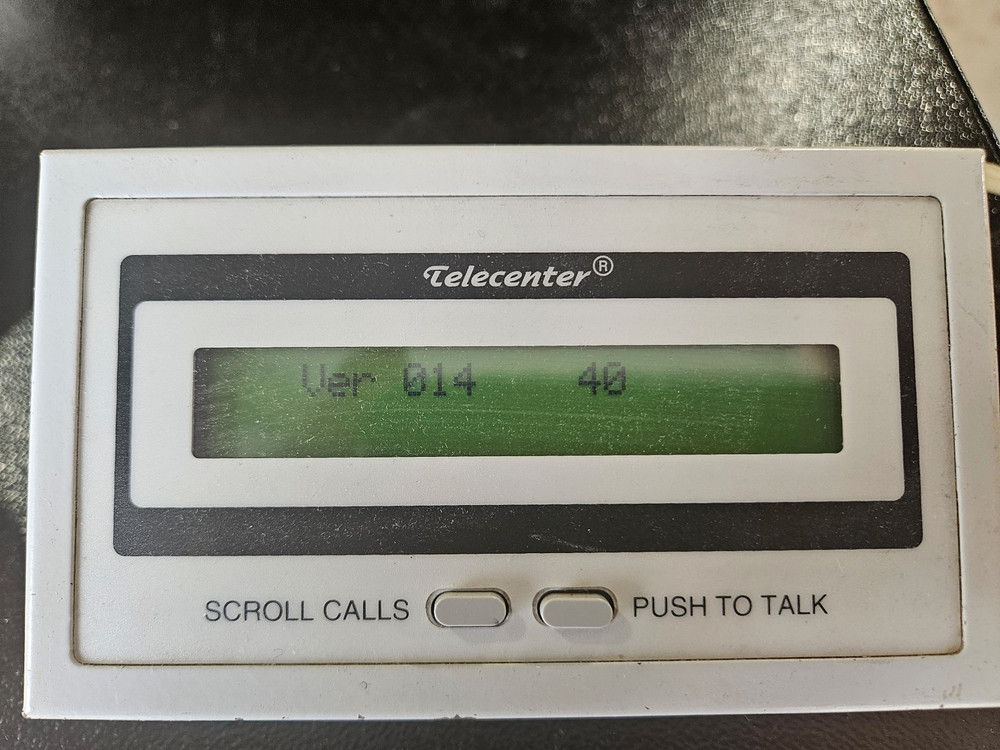 Telecenter®
Ver 014 40
SCROLL CALLS PUSH TO TALK